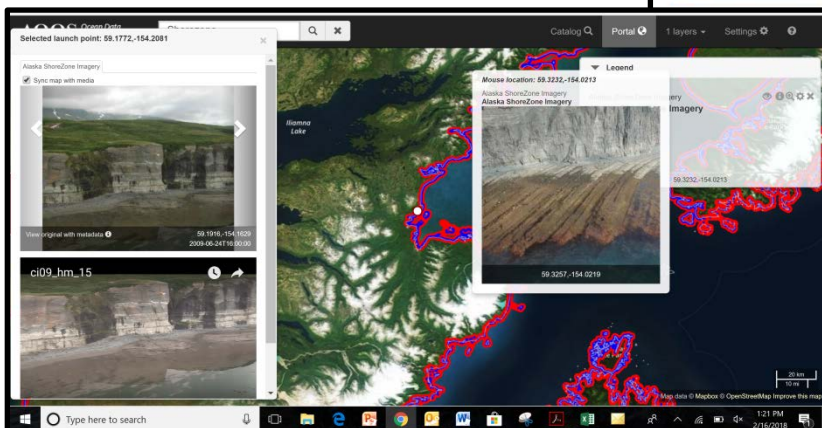 AOOS Ocean Data
Shorezone
Catalog
Portal
1 layers
Settings
Selected launch point: 59.1772,-154.2081
Alaska ShoreZone Imagery
Sync map with media
View original with metadata
59.1916,-154.1629
2009-06-24T16:00:00
ci09_hm_15
Iliamna
Lake
Legend
Mouse location: 59.3232,-154.0213
Alaska ShoreZone Imagery
Alaska ShoreZone Imagery
Imagery
59.3232,-154.0213
59.3257,-154.0219
20 km
10 mi
Map data © Mapbox © OpenStreetMap Improve this map
Type here to search
1:21 PM
2/16/2018